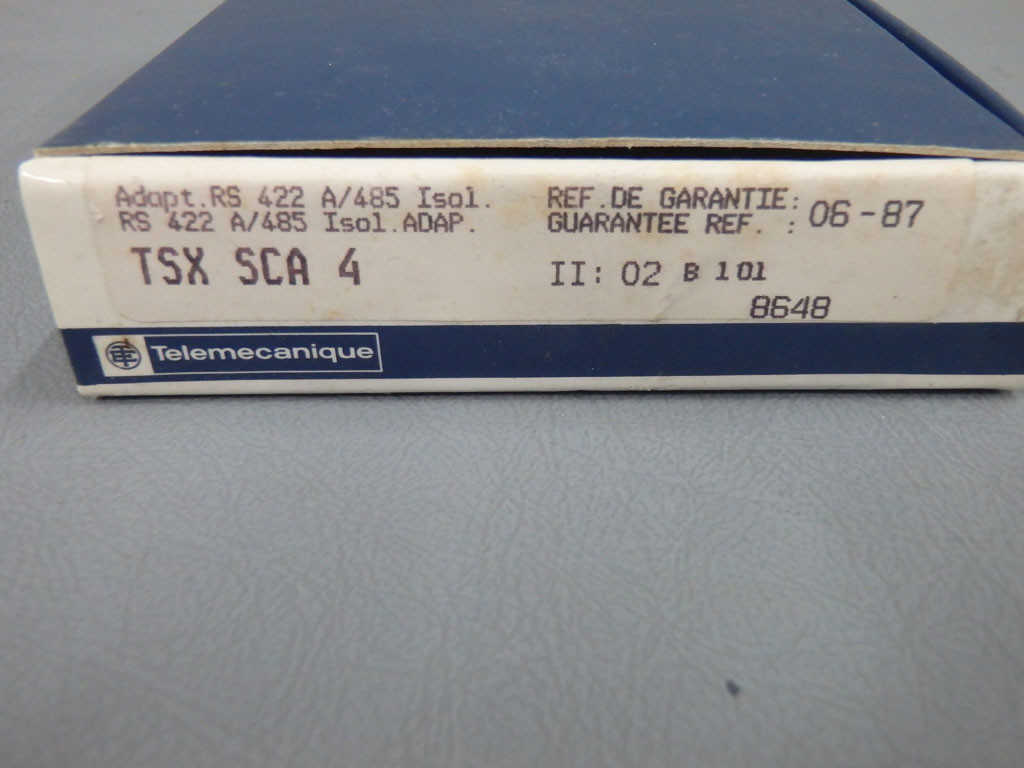 Adapt.RS 422 A/485 Isol.
RS 422 A/485 Isol.ADAP.
TSX SCA 4
REF.DE GARANTIE:
GUARANTEE REF. : 06-87
II: 02 B 101
8648
TE Telemecanique